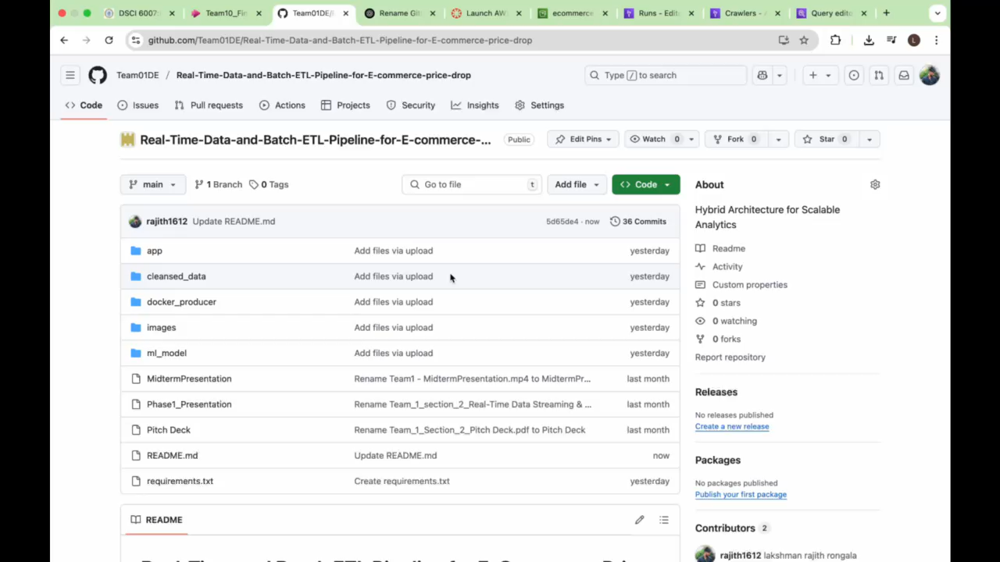 DSCI 6007:
Team10_Fi
Team01DE/
Rename Git
Launch AW
ecommerce
Runs - Edit
Crawlers - A
Query edito
github.com/Team01DE/Real-Time-Data-and-Batch-ETL-Pipeline-for-E-commerce-price-drop
L
Team01DE / Real-Time-Data-and-Batch-ETL-Pipeline-for-E-commerce-price-drop
Type / to search
Code
Issues
Pull requests
Actions
Projects
Security
Insights
Settings
Real-Time-Data-and-Batch-ETL-Pipeline-for-E-commerce-...
Public
Edit Pins
Watch 0
Fork 0
Star 0
main
1 Branch
0 Tags
Go to file
t
Add file
Code
rajith1612 Update README.md
5d65de4 · now
36 Commits
app Add files via upload yesterday
cleansed_data Add files via upload yesterday
docker_producer Add files via upload yesterday
images Add files via upload yesterday
ml_model Add files via upload yesterday
MidtermPresentation Rename Team1 - MidtermPresentation.mp4 to MidtermPr... last month
Phase1_Presentation Rename Team_1_section_2_Real-Time Data Streaming & ... last month
Pitch Deck Rename Team_1_Section_2_Pitch Deck.pdf to Pitch Deck last month
README.md Update README.md now
requirements.txt Create requirements.txt yesterday
README
About
Hybrid Architecture for Scalable
Analytics
Readme
Activity
Custom properties
0 stars
0 watching
0 forks
Report repository
Releases
No releases published
Create a new release
Packages
No packages published
Publish your first package
Contributors 2
rajith1612 lakshman rajith rongala